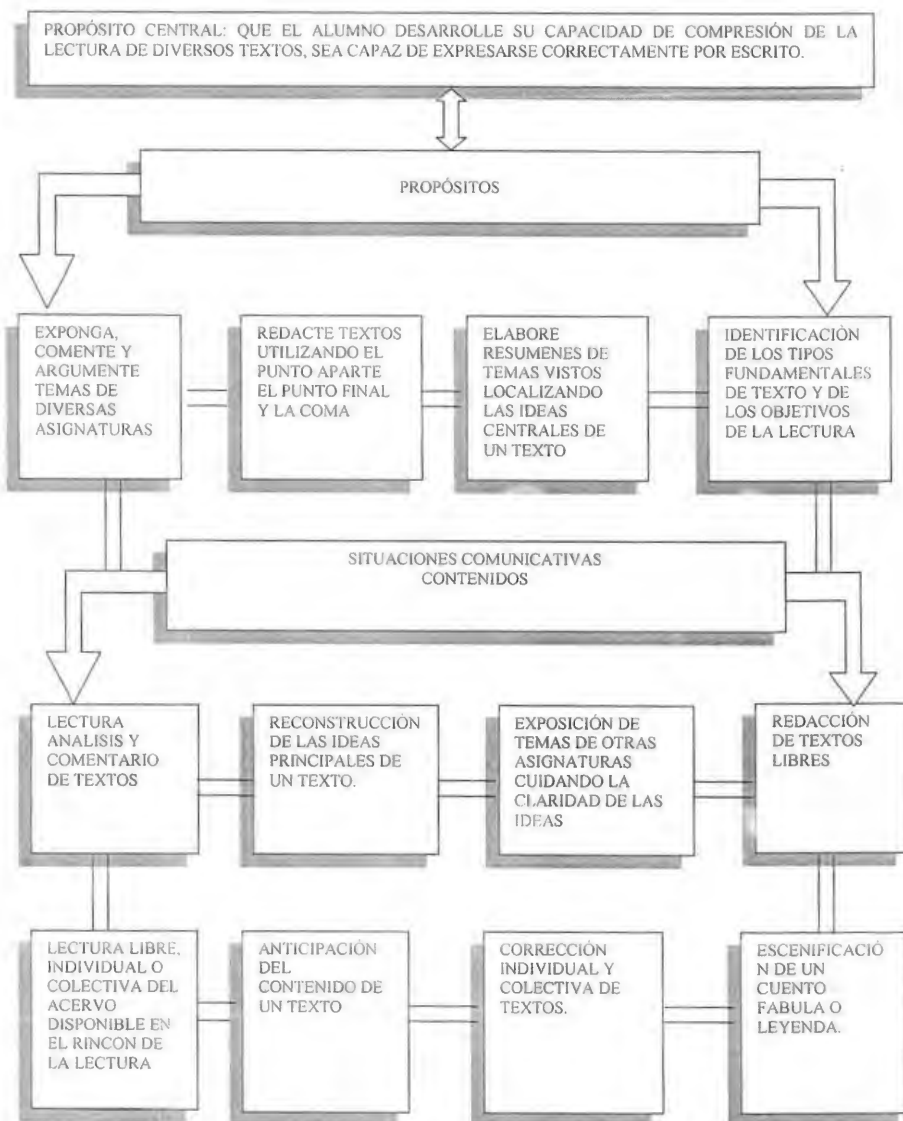 PROPÓSITO CENTRAL: QUE EL ALUMNO DESARROLLE SU CAPACIDAD DE COMPRESIÓN DE LA
LECTURA DE DIVERSOS TEXTOS, SEA CAPAZ DE EXPRESARSE CORRECTAMENTE POR ESCRITO.
PROPÓSITOS
EXPONGA,
COMENTE Y
ARGUMENTE
TEMAS DE
DIVERSAS
ASIGNATURAS
REDACTE TEXTOS
UTILIZANDO EL
PUNTO APARTE
EL PUNTO FINAL
Y LA COMA
ELABORE
RESUMENES DE
TEMAS VISTOS
LOCALIZANDO
LAS IDEAS
CENTRALES DE
UN TEXTO
IDENTIFICACIÓN
DE LOS TIPOS
FUNDAMENTALES
DE TEXTO Y DE
LOS OBJETIVOS
DE LA LECTURA
SITUACIONES COMUNICATIVAS
CONTENIDOS
LECTURA
ANALISIS Y
COMENTARIO
DE TEXTOS
RECONSTRUCCIÓN
DE LAS IDEAS
PRINCIPALES DE
UN TEXTO.
EXPOSICIÓN DE
TEMAS DE OTRAS
ASIGNATURAS
CUIDANDO LA
CLARIDAD DE LAS
IDEAS
REDACCIÓN
DE TEXTOS
LIBRES
LECTURA LIBRE,
INDIVIDUAL O
COLECTIVA DEL
ACERVO
DISPONIBLE EN
EL RINCON DE
LA LECTURA
ANTICIPACIÓN
DEL
CONTENIDO DE
UN TEXTO
CORRECCIÓN
INDIVIDUAL Y
COLECTIVA DE
TEXTOS.
ESCENIFICACIÓ
N DE UN
CUENTO
FABULA O
LEYENDA.